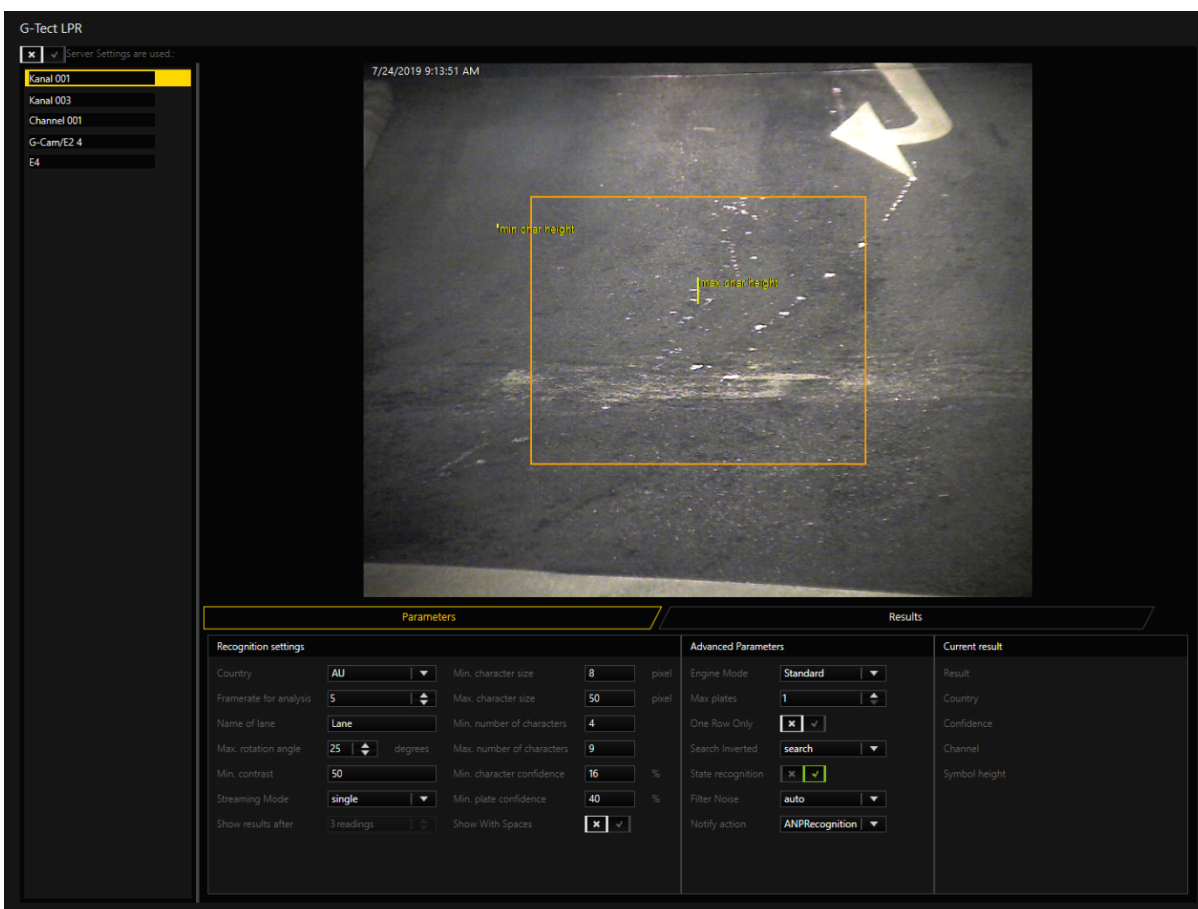 G-Tect LPR
Server Settings are used.:
Kanal 001
Kanal 003
Channel 001
G-Cam/E2 4
E4
7/24/2019 9:13:51 AM
min char height
max char height
Parameters
Results
Recognition settings
Country AU
Framerate for analysis 5
Name of lane Lane
Max. rotation angle 25 degrees
Min. contrast 50
Streaming Mode single
Show results after 3 readings
Min. character size 8 pixel
Max. character size 50 pixel
Min. number of characters 4
Max. number of characters 9
Min. character confidence 16 %
Min. plate confidence 40 %
Show With Spaces
Advanced Parameters
Engine Mode Standard
Max plates 1
One Row Only
Search Inverted search
State recognition
Filter Noise auto
Notify action ANPRecognition
Current result
Result
Country
Confidence
Channel
Symbol height